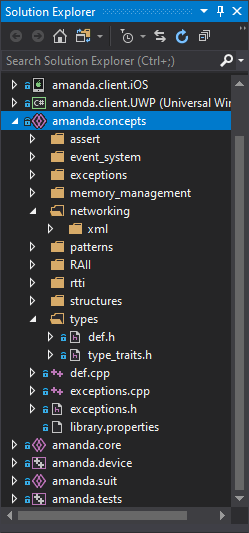 Solution Explorer
Search Solution Explorer (Ctrl+;)
amanda.client.iOS
C# amanda.client.UWP (Universal Win
amanda.concepts
assert
event_system
exceptions
memory_management
networking
xml
patterns
RAII
rtti
structures
types
def.h
type_traits.h
def.cpp
exceptions.cpp
exceptions.h
library.properties
amanda.core
amanda.device
amanda.suit
amanda.tests